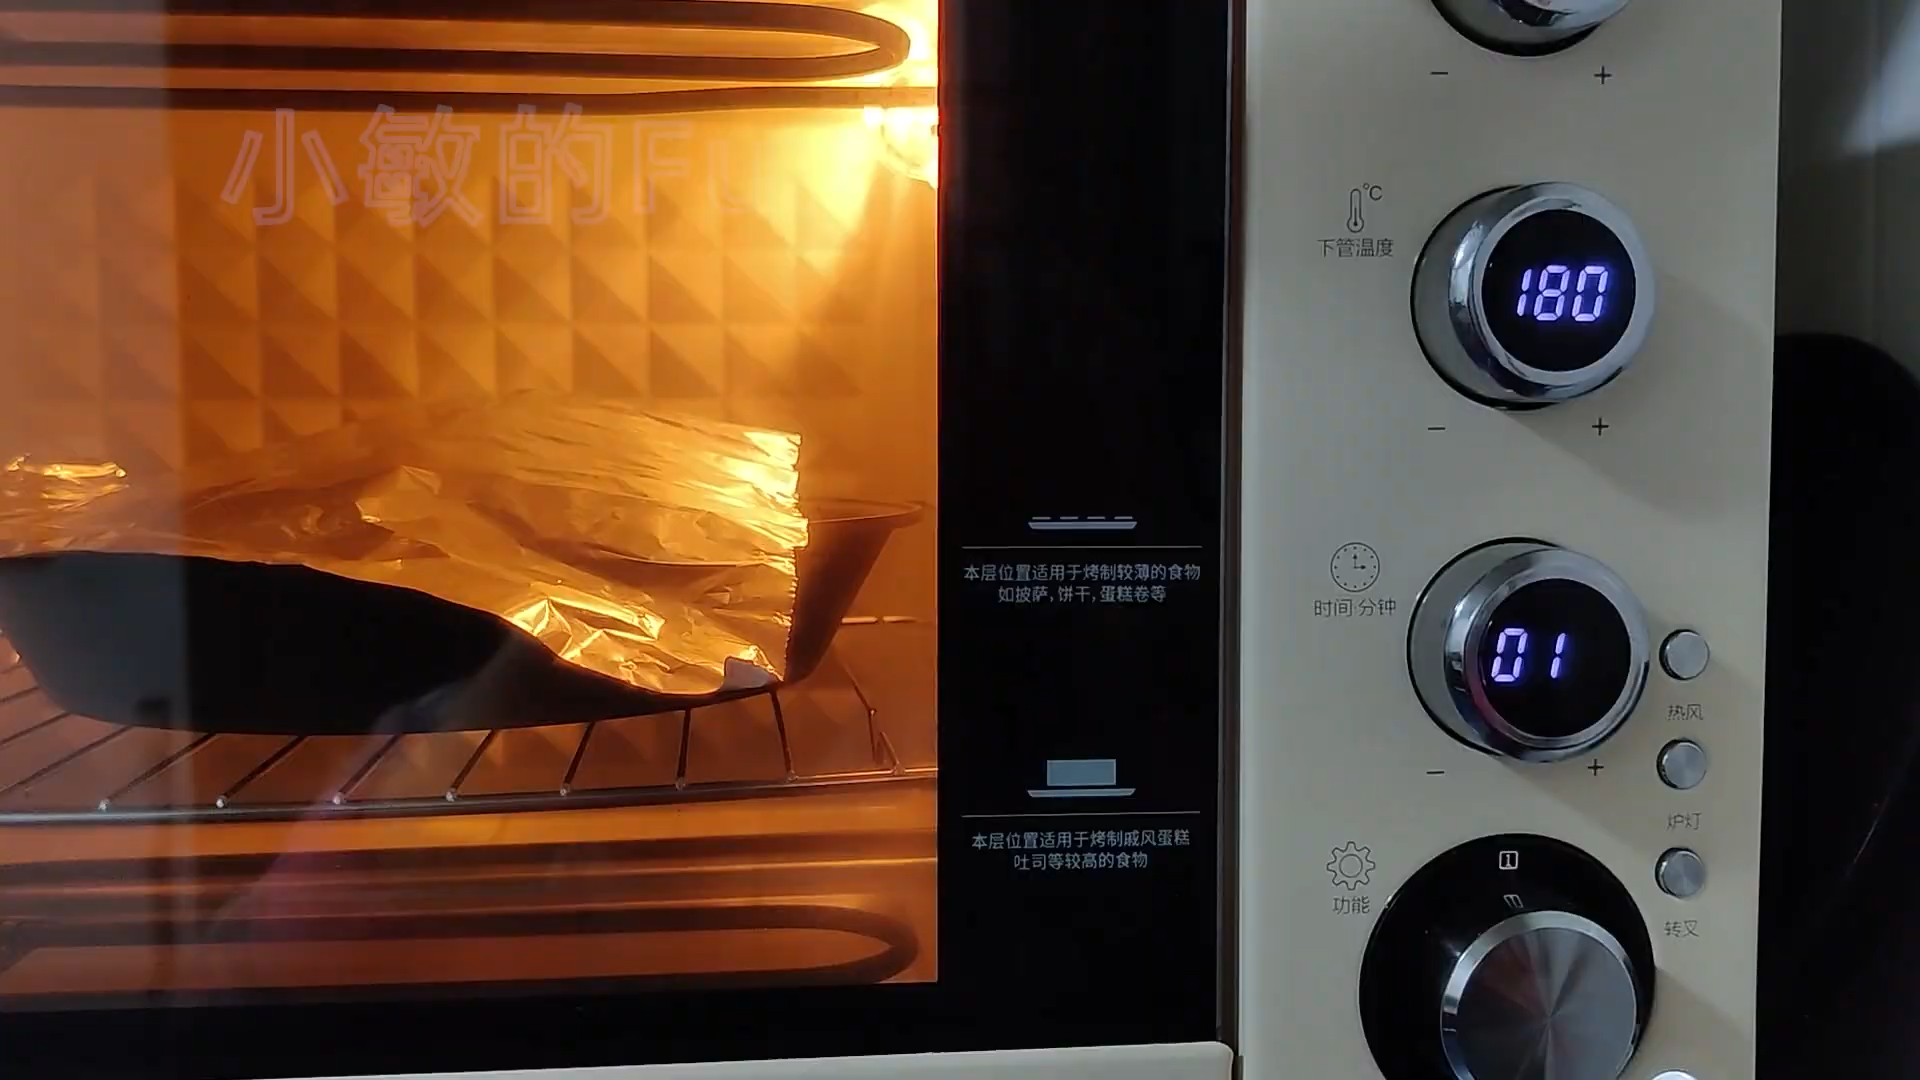 小敏的Fu
− +
℃
下管温度
180
− +
本层位置适用于烤制较薄的食物
如披萨,饼干,蛋糕卷等
时间·分钟
01
热风
− +
炉灯
本层位置适用于烤制戚风蛋糕
吐司等较高的食物
功能
转叉